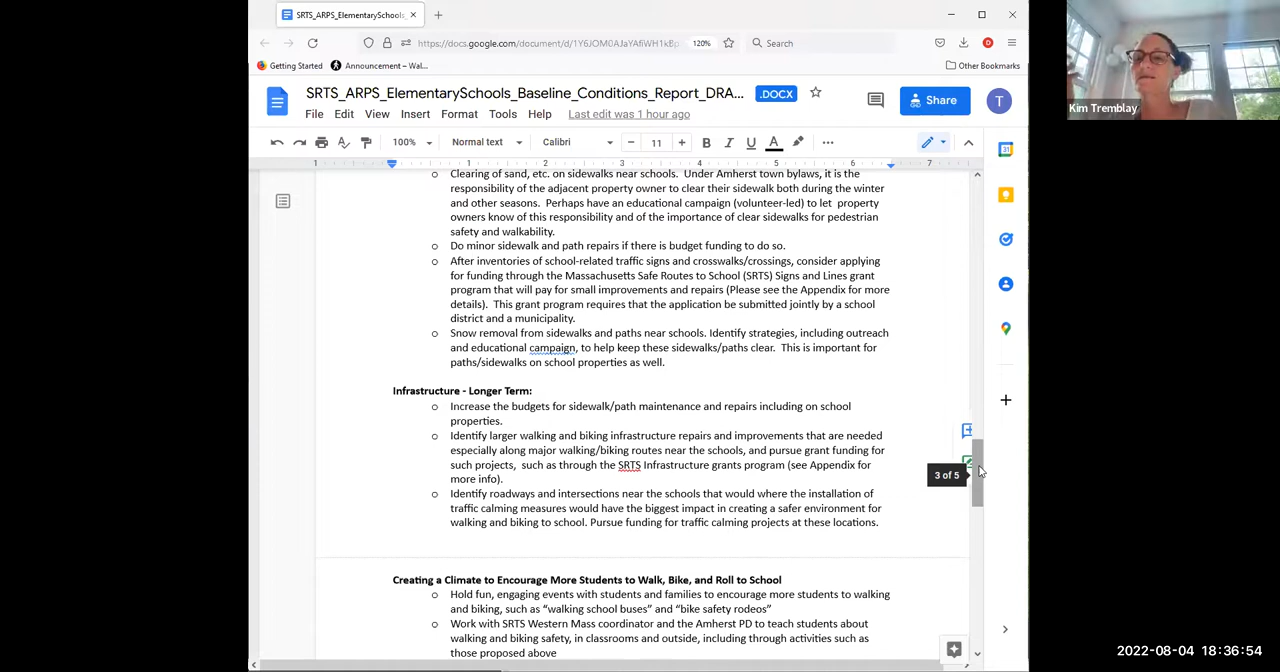 SRTS_ARPS_ElementarySchools_
https://docs.google.com/document/d/1Y6JOM0AJaYAfiWH1kBp
120%
Search
Getting Started
Announcement – Wal...
Other Bookmarks
SRTS_ARPS_ElementarySchools_Baseline_Conditions_Report_DRA...
.DOCX
Share
T
File Edit View Insert Format Tools Help Last edit was 1 hour ago
100% Normal text Calibri 11 B I U A
1 1 2 3 4 5 6 7
Clearing of sand, etc. on sidewalks near schools. Under Amherst town bylaws, it is the
responsibility of the adjacent property owner to clear their sidewalk both during the winter
and other seasons. Perhaps have an educational campaign (volunteer-led) to let property
owners know of this responsibility and of the importance of clear sidewalks for pedestrian
safety and walkability.
Do minor sidewalk and path repairs if there is budget funding to do so.
After inventories of school-related traffic signs and crosswalks/crossings, consider applying
for funding through the Massachusetts Safe Routes to School (SRTS) Signs and Lines grant
program that will pay for small improvements and repairs (Please see the Appendix for more
details). This grant program requires that the application be submitted jointly by a school
district and a municipality.
Snow removal from sidewalks and paths near schools. Identify strategies, including outreach
and educational campaign, to help keep these sidewalks/paths clear. This is important for
paths/sidewalks on school properties as well.
Infrastructure - Longer Term:
Increase the budgets for sidewalk/path maintenance and repairs including on school
properties.
Identify larger walking and biking infrastructure repairs and improvements that are needed
especially along major walking/biking routes near the schools, and pursue grant funding for
such projects, such as through the SRTS Infrastructure grants program (see Appendix for
more info).
Identify roadways and intersections near the schools that would where the installation of
traffic calming measures would have the biggest impact in creating a safer environment for
walking and biking to school. Pursue funding for traffic calming projects at these locations.
3 of 5
Creating a Climate to Encourage More Students to Walk, Bike, and Roll to School
Hold fun, engaging events with students and families to encourage more students to walking
and biking, such as “walking school buses” and “bike safety rodeos”
Work with SRTS Western Mass coordinator and the Amherst PD to teach students about
walking and biking safety, in classrooms and outside, including through activities such as
those proposed above
Kim Tremblay
2022-08-04 18:36:54